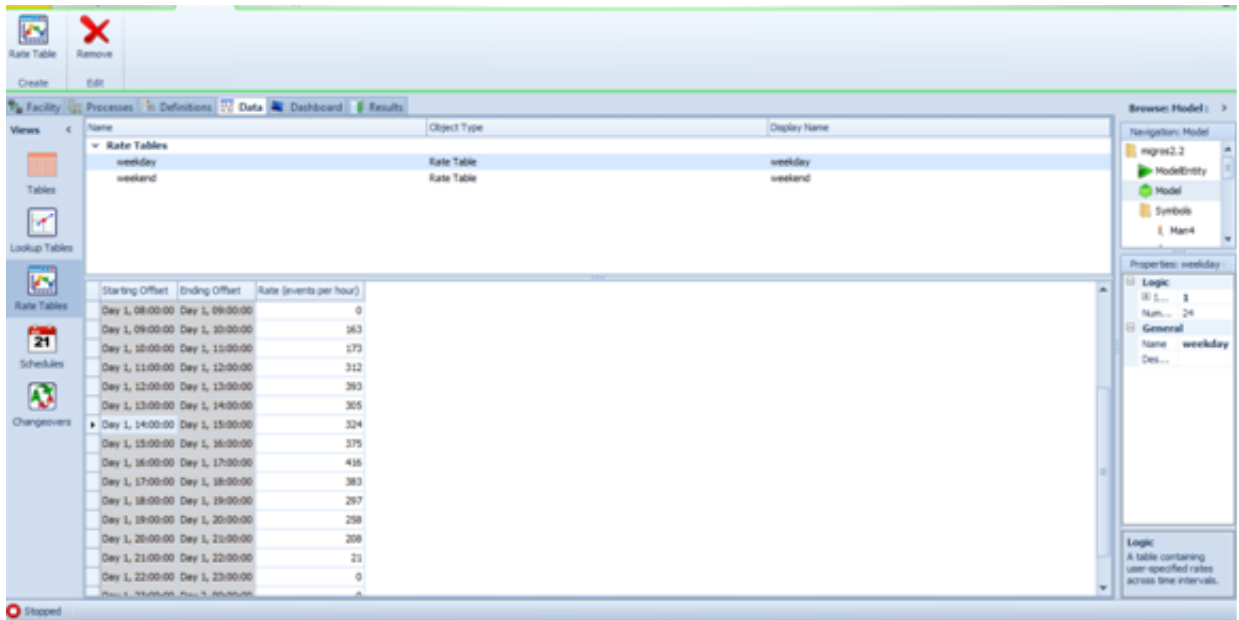 Rate Table Remove
Create Edit
Facility Processes Definitions Data Dashboard Results
Views <
Tables
Lookup Tables
Rate Tables
21
Schedules
Changeovers
Name Object Type Display Name
Rate Tables
weekday Rate Table weekday
weekend Rate Table weekend
Starting Offset Ending Offset Rate (events per hour)
Day 1, 08:00:00 Day 1, 09:00:00 0
Day 1, 09:00:00 Day 1, 10:00:00 163
Day 1, 10:00:00 Day 1, 11:00:00 173
Day 1, 11:00:00 Day 1, 12:00:00 312
Day 1, 12:00:00 Day 1, 13:00:00 393
Day 1, 13:00:00 Day 1, 14:00:00 305
Day 1, 14:00:00 Day 1, 15:00:00 324
Day 1, 15:00:00 Day 1, 16:00:00 375
Day 1, 16:00:00 Day 1, 17:00:00 416
Day 1, 17:00:00 Day 1, 18:00:00 383
Day 1, 18:00:00 Day 1, 19:00:00 297
Day 1, 19:00:00 Day 1, 20:00:00 258
Day 1, 20:00:00 Day 1, 21:00:00 208
Day 1, 21:00:00 Day 1, 22:00:00 21
Day 1, 22:00:00 Day 1, 23:00:00 0
Browse: Model: >
Navigation: Model
migros2.2
ModelEntity
Model
Symbols
Man4
Properties: weekday
Logic
I... 1
Num... 24
General
Name weekday
Des...
Logic
A table containing
user-specified rates
across time intervals.
Stopped